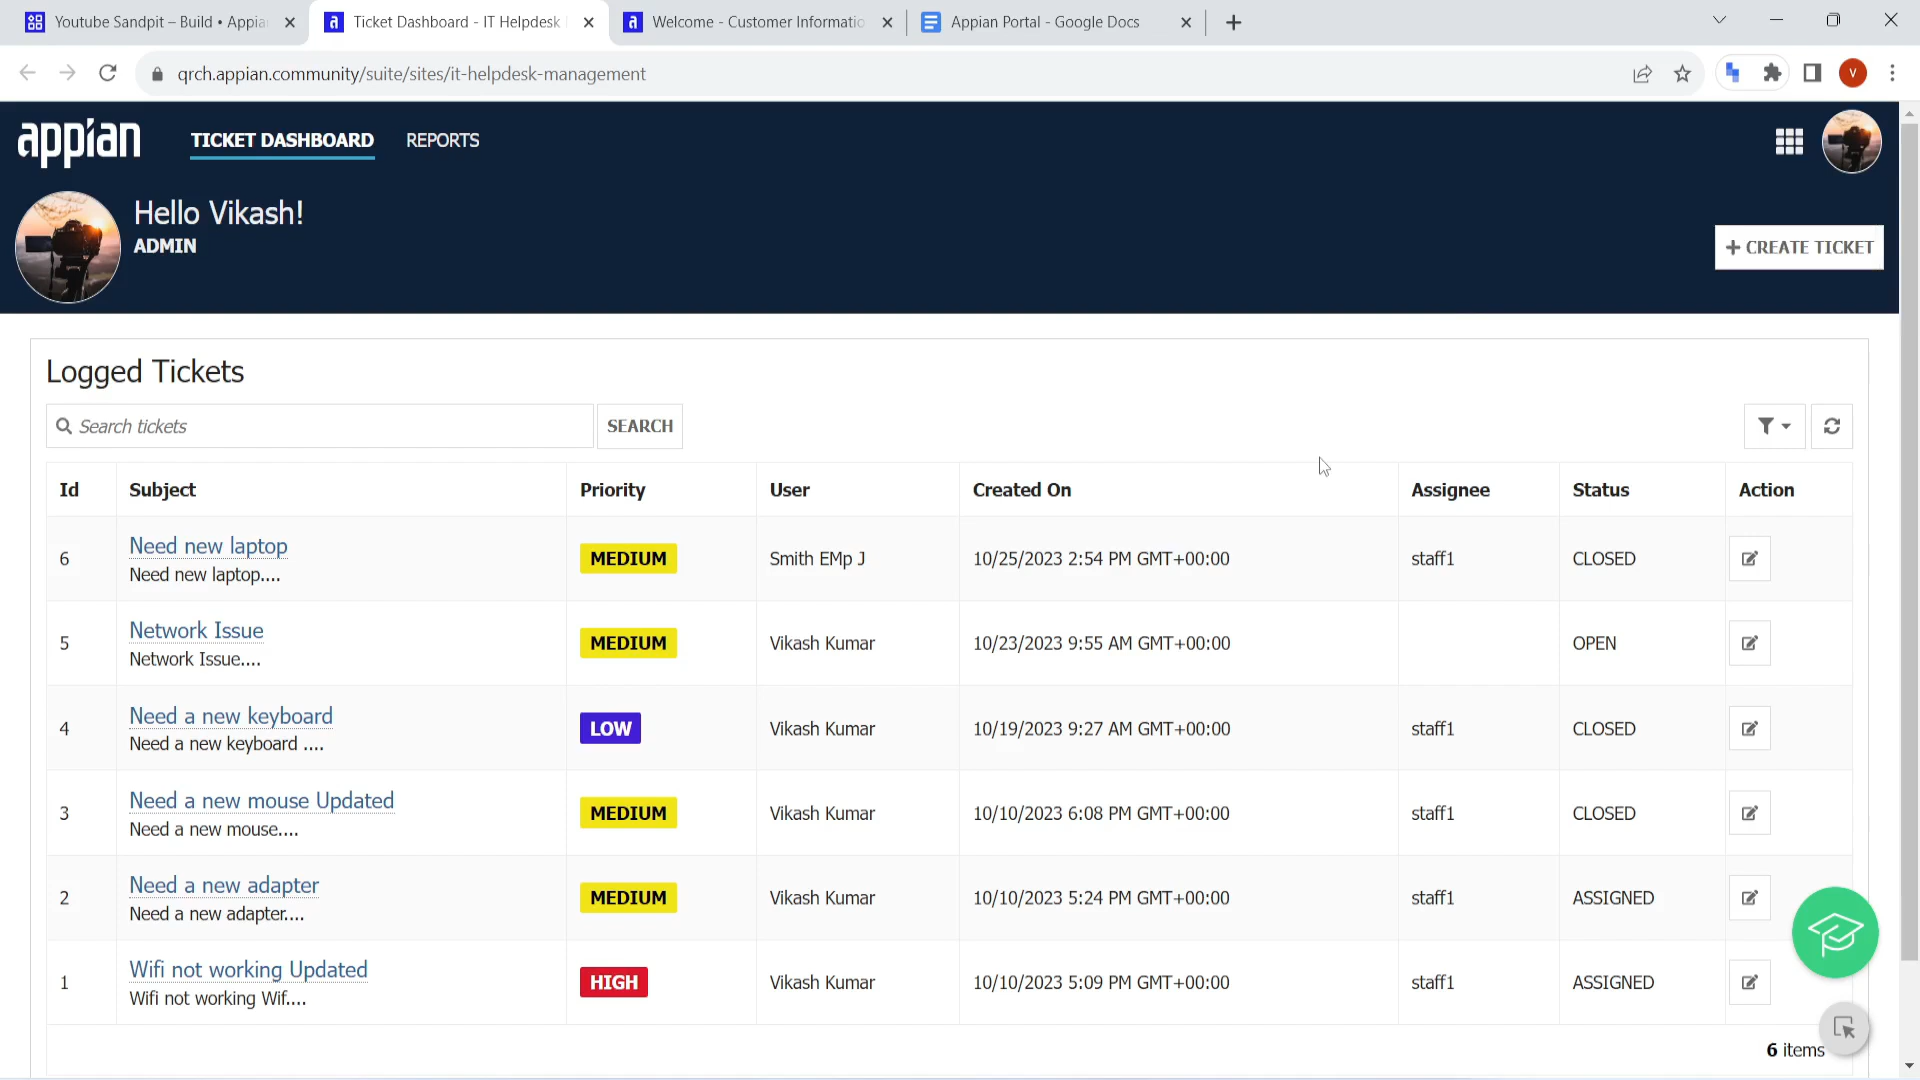 Youtube Sandpit – Build • Appia
Ticket Dashboard - IT Helpdesk
Welcome - Customer Informatio
Appian Portal - Google Docs
qrch.appian.community/suite/sites/it-helpdesk-management
V
appian
TICKET DASHBOARD
REPORTS
Hello Vikash!
ADMIN
+ CREATE TICKET
Logged Tickets
Search tickets
SEARCH
Id Subject Priority User Created On Assignee Status Action
6 Need new laptop MEDIUM Smith EMp J 10/25/2023 2:54 PM GMT+00:00 staff1 CLOSED
Need new laptop....
5 Network Issue MEDIUM Vikash Kumar 10/23/2023 9:55 AM GMT+00:00 OPEN
Network Issue....
4 Need a new keyboard LOW Vikash Kumar 10/19/2023 9:27 AM GMT+00:00 staff1 CLOSED
Need a new keyboard ....
3 Need a new mouse Updated MEDIUM Vikash Kumar 10/10/2023 6:08 PM GMT+00:00 staff1 CLOSED
Need a new mouse....
2 Need a new adapter MEDIUM Vikash Kumar 10/10/2023 5:24 PM GMT+00:00 staff1 ASSIGNED
Need a new adapter....
1 Wifi not working Updated HIGH Vikash Kumar 10/10/2023 5:09 PM GMT+00:00 staff1 ASSIGNED
Wifi not working Wif....
6 items